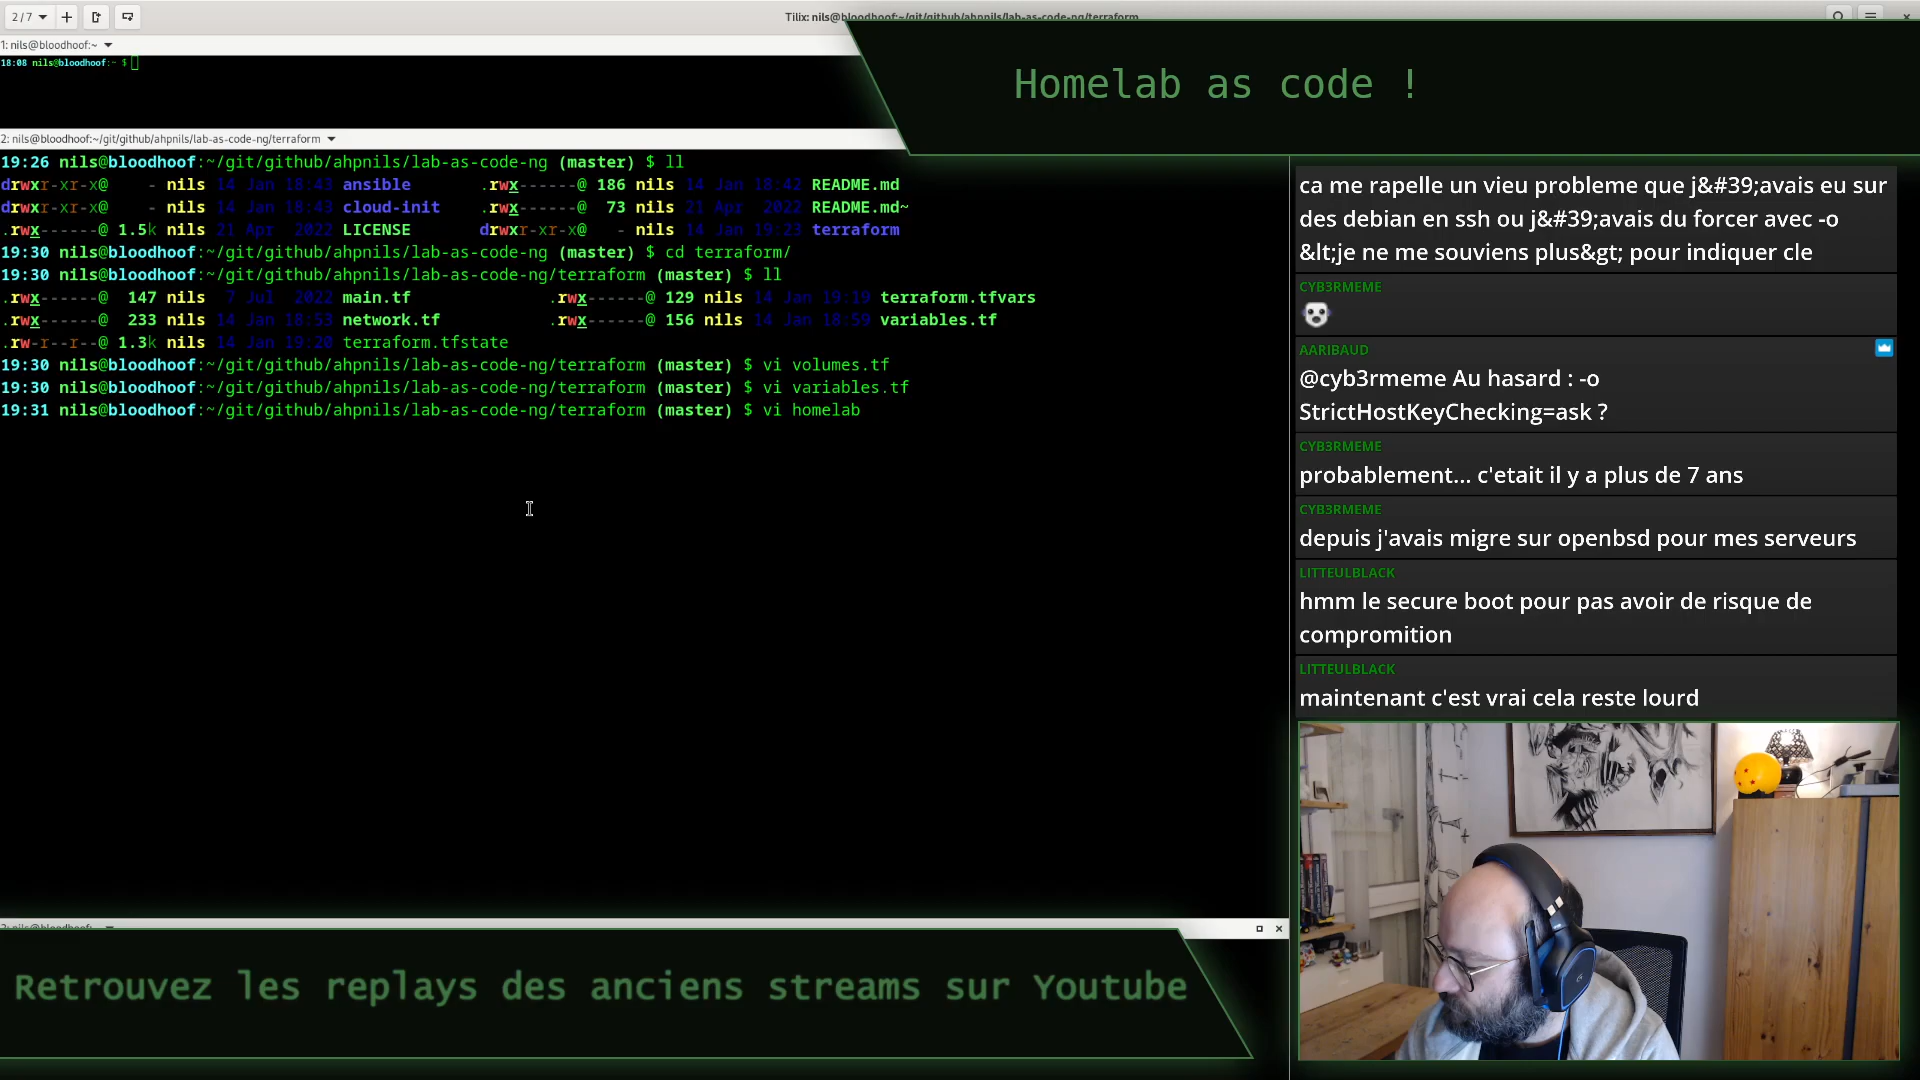 2 / 7
Tilix: nils@bloodhoof:~/git/github/ahpnils/lab-as-code-ng/terraform
1: nils@bloodhoof:~
18:08 nils@bloodhoof:~ $
Homelab as code !
2: nils@bloodhoof:~/git/github/ahpnils/lab-as-code-ng/terraform
19:26 nils@bloodhoof:~/git/github/ahpnils/lab-as-code-ng (master) $ ll
drwxr-xr-x@    - nils 14 Jan 18:43 ansible       .rwx------@ 186 nils 14 Jan 18:42 README.md
drwxr-xr-x@    - nils 14 Jan 18:43 cloud-init    .rwx------@  73 nils 21 Apr  2022 README.md~
.rwx------@ 1.5k nils 21 Apr  2022 LICENSE       drwxr-xr-x@   - nils 14 Jan 19:23 terraform
19:30 nils@bloodhoof:~/git/github/ahpnils/lab-as-code-ng (master) $ cd terraform/
19:30 nils@bloodhoof:~/git/github/ahpnils/lab-as-code-ng/terraform (master) $ ll
.rwx------@  147 nils  7 Jul  2022 main.tf              .rwx------@ 129 nils 14 Jan 19:19 terraform.tfvars
.rwx------@  233 nils 14 Jan 18:53 network.tf           .rwx------@ 156 nils 14 Jan 18:59 variables.tf
.rw-r--r--@ 1.3k nils 14 Jan 19:20 terraform.tfstate
19:30 nils@bloodhoof:~/git/github/ahpnils/lab-as-code-ng/terraform (master) $ vi volumes.tf
19:30 nils@bloodhoof:~/git/github/ahpnils/lab-as-code-ng/terraform (master) $ vi variables.tf
19:31 nils@bloodhoof:~/git/github/ahpnils/lab-as-code-ng/terraform (master) $ vi homelab
ca me rapelle un vieu probleme que j&#39;avais eu sur
des debian en ssh ou j&#39;avais du forcer avec -o
&lt;je ne me souviens plus&gt; pour indiquer cle
CYB3RMEME
AARIBAUD
@cyb3rmeme Au hasard : -o
StrictHostKeyChecking=ask ?
CYB3RMEME
probablement... c'etait il y a plus de 7 ans
CYB3RMEME
depuis j'avais migre sur openbsd pour mes serveurs
LITTEULBLACK
hmm le secure boot pour pas avoir de risque de
compromition
LITTEULBLACK
maintenant c'est vrai cela reste lourd
Retrouvez les replays des anciens streams sur Youtube